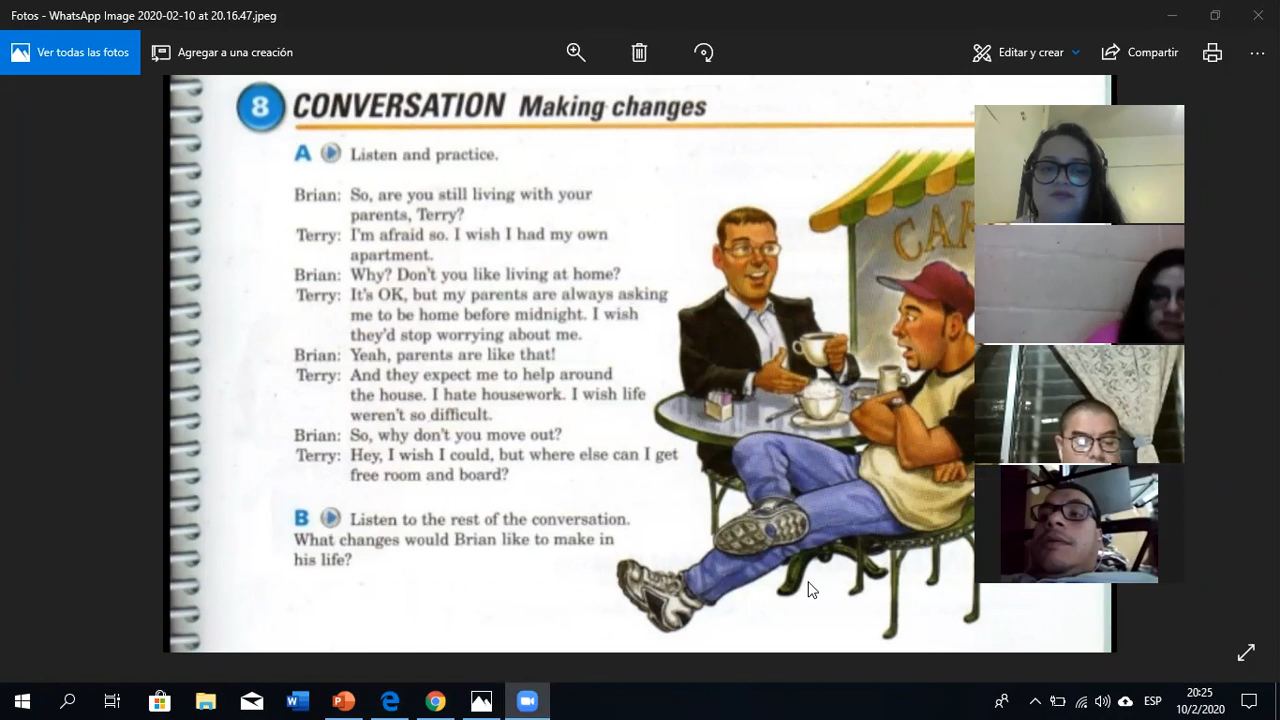 Fotos - WhatsApp Image 2020-02-10 at 20.16.47.jpeg
Ver todas las fotos
Agregar a una creación
Editar y crear
Compartir
8 CONVERSATION Making changes
A Listen and practice.
Brian: So, are you still living with your
parents, Terry?
Terry: I'm afraid so. I wish I had my own
apartment.
Brian: Why? Don't you like living at home?
Terry: It's OK, but my parents are always asking
me to be home before midnight. I wish
they'd stop worrying about me.
Brian: Yeah, parents are like that!
Terry: And they expect me to help around
the house. I hate housework. I wish life
weren't so difficult.
Brian: So, why don't you move out?
Terry: Hey, I wish I could, but where else can I get
free room and board?
B Listen to the rest of the conversation.
What changes would Brian like to make in
his life?
CAF
ESP
20:25
10/2/2020